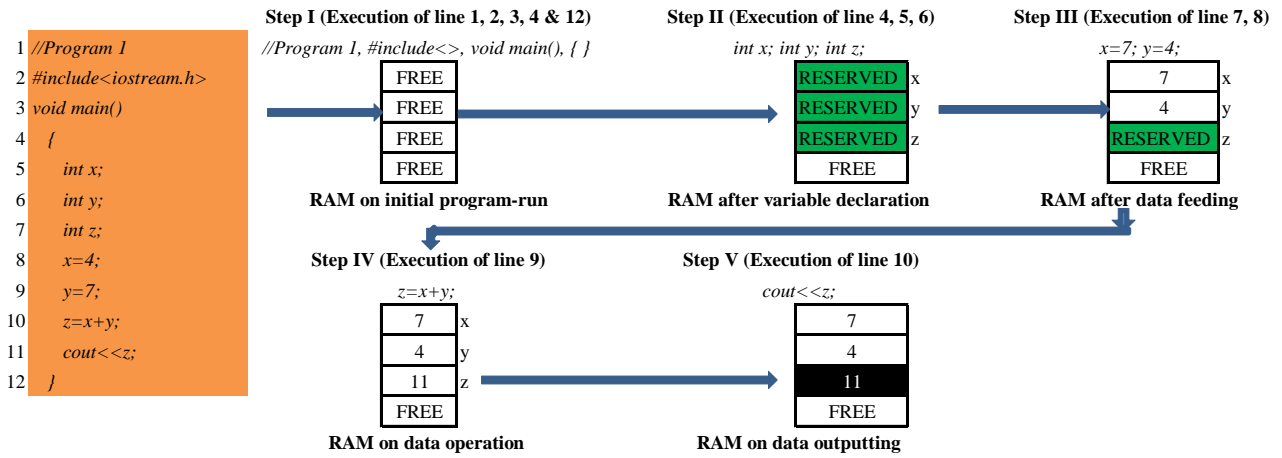 1 //Program 1
2 #include<iostream.h>
3 void main()
4 {
5 int x;
6 int y;
7 int z;
8 x=4;
9 y=7;
10 z=x+y;
11 cout<<z;
12 }
Step I (Execution of line 1, 2, 3, 4 & 12)
//Program 1, #include<>, void main(), { }
FREE
FREE
FREE
FREE
RAM on initial program-run
Step II (Execution of line 4, 5, 6)
int x; int y; int z;
RESERVED x
RESERVED y
RESERVED z
FREE
RAM after variable declaration
Step III (Execution of line 7, 8)
x=7; y=4;
7 x
4 y
RESERVED z
FREE
RAM after data feeding
Step IV (Execution of line 9)
z=x+y;
7 x
4 y
11 z
FREE
RAM on data operation
Step V (Execution of line 10)
cout<<z;
7
4
11
FREE
RAM on data outputting